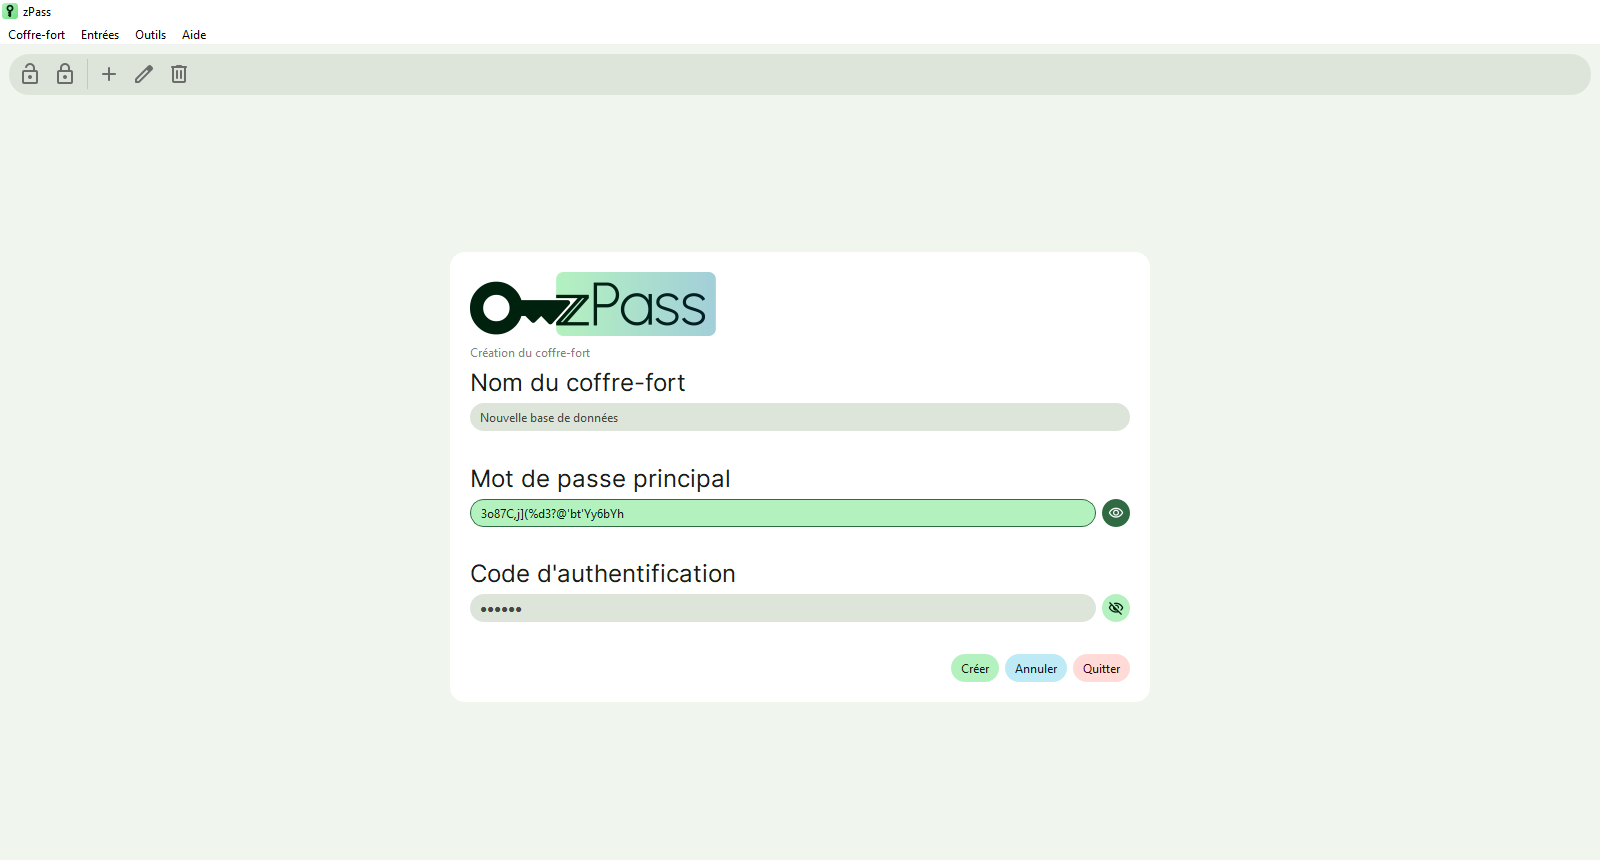 zPass
Coffre-fort Entrées Outils Aide
zPass
Création du coffre-fort
Nom du coffre-fort
Nouvelle base de données
Mot de passe principal
3o87C,j](%d3?@'bt'Yy6bYh
Code d'authentification
••••••
Créer Annuler Quitter